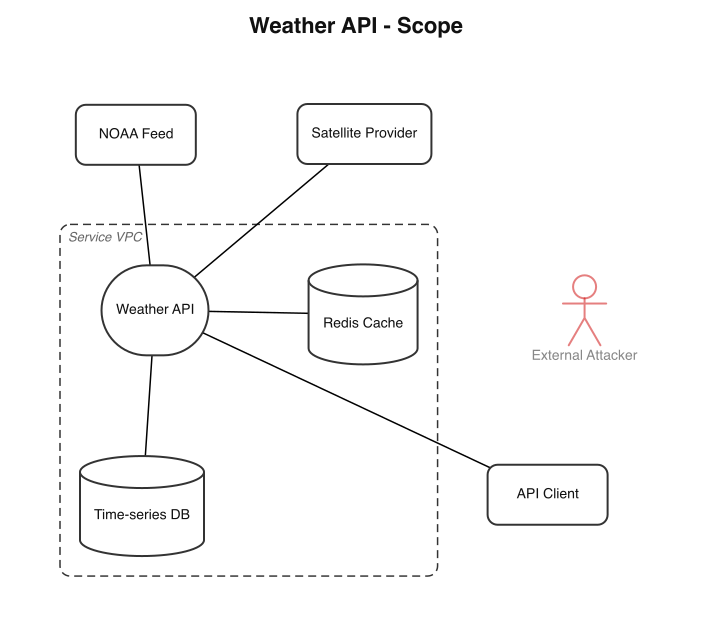 Weather API - Scope
NOAA Feed
Satellite Provider
Service VPC
Weather API
Redis Cache
External Attacker
API Client
Time-series DB